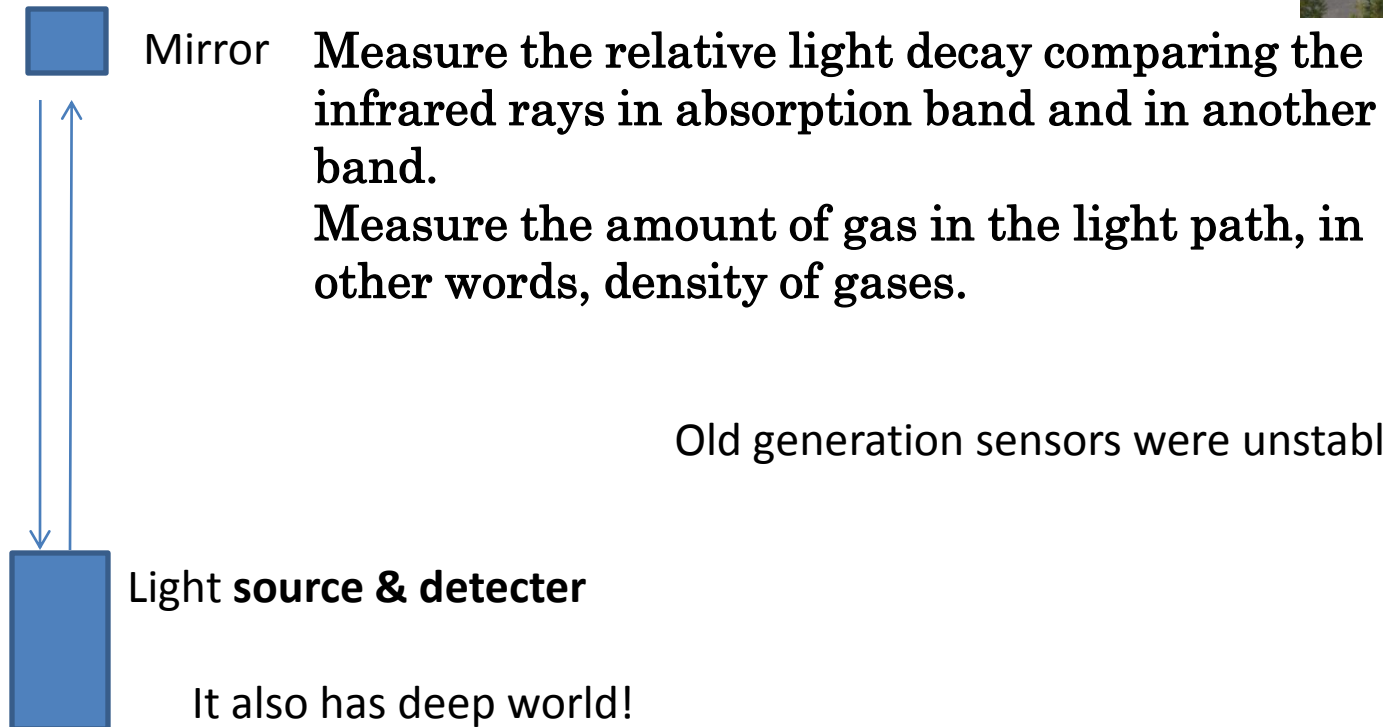 Mirror
Measure the relative light decay comparing the
infrared rays in absorption band and in another
band.
Measure the amount of gas in the light path, in
other words, density of gases.
Old generation sensors were unstabl
Light source & detecter
It also has deep world!